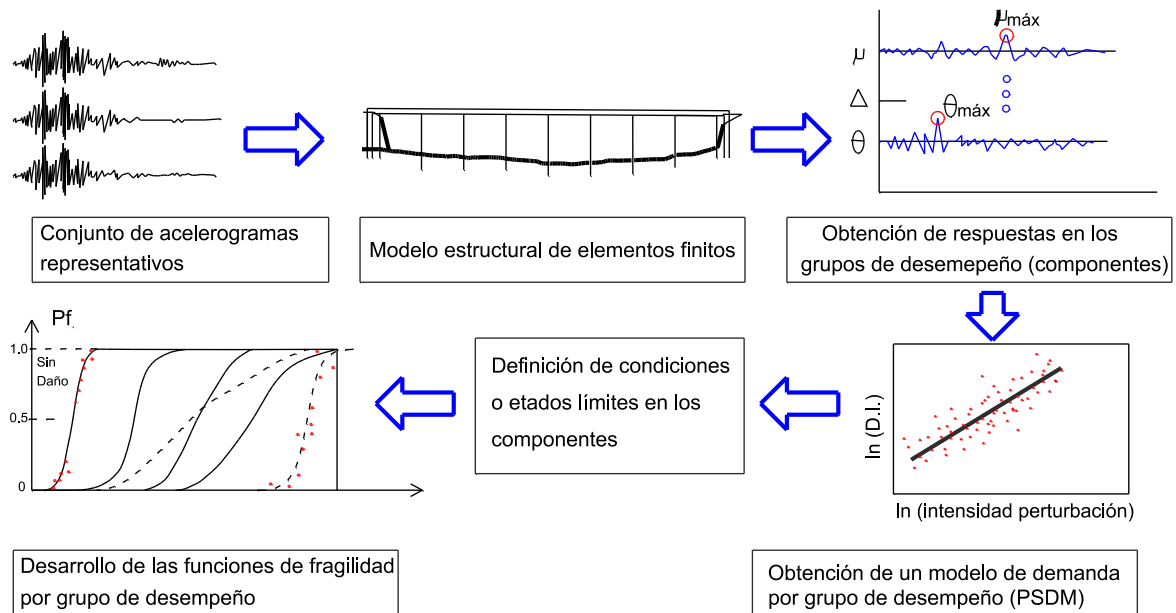 μmáx
μ
Δ
θmáx
θ
Conjunto de acelerogramas
representativos
Modelo estructural de elementos finitos
Obtención de respuestas en los
grupos de desemepeño (componentes)
Pf
1.0
Sin
Daño
0.5
0
Definición de condiciones
o etados límites en los
componentes
ln (D.I.)
ln (intensidad perturbación)
Desarrollo de las funciones de fragilidad
por grupo de desempeño
Obtención de un modelo de demanda
por grupo de desempeño (PSDM)